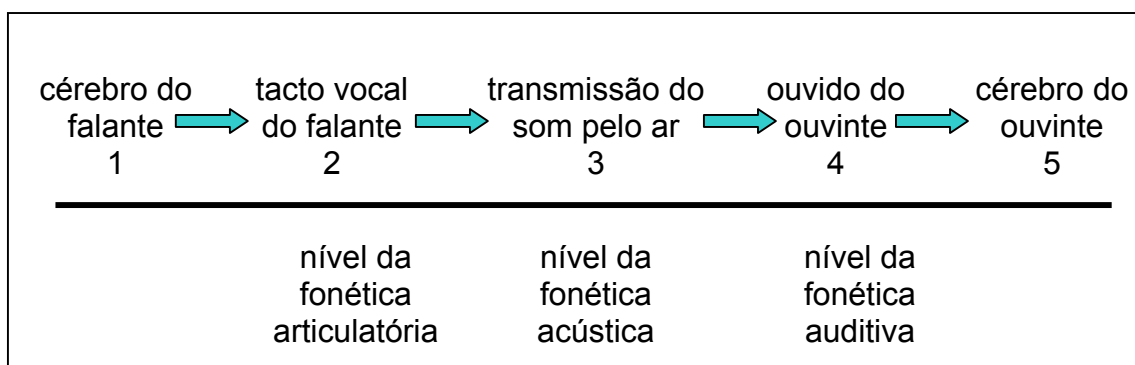 cérebro do falante 1
tacto vocal do falante 2
transmissão do som pelo ar 3
ouvido do ouvinte 4
cérebro do ouvinte 5
nível da fonética articulatória
nível da fonética acústica
nível da fonética auditiva